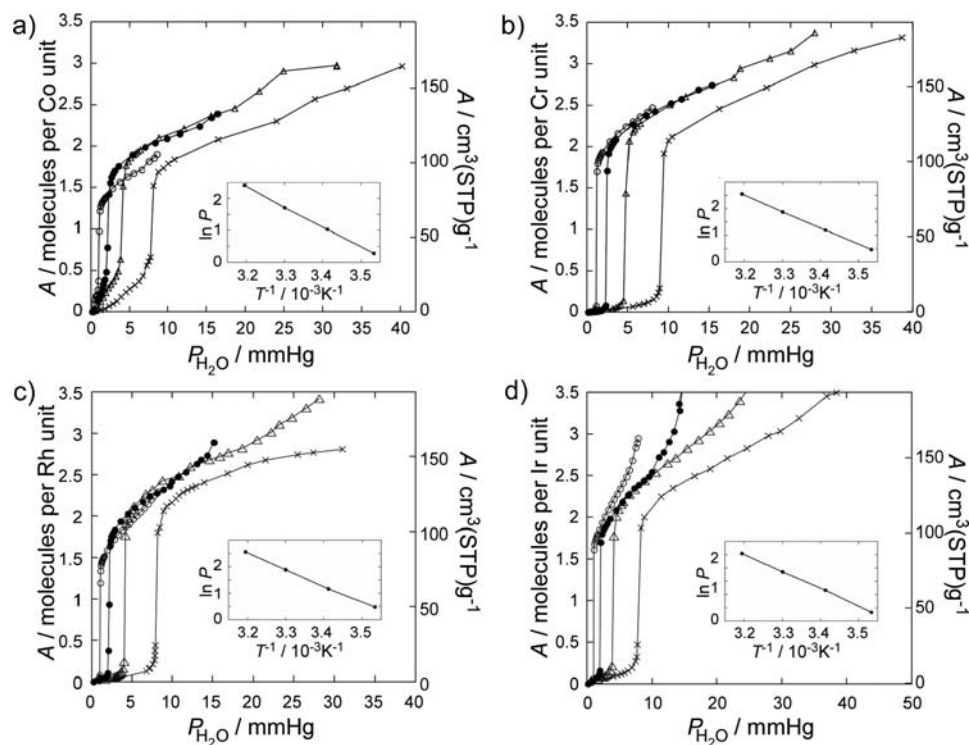 a)
A / molecules per Co unit
3.5
3
2.5
2
1.5
1
0.5
0
0 5 10 15 20 25 30 35 40
P H₂O / mmHg
150
100
50
0
A / cm³(STP)g⁻¹
ln P
2
1
0
3.2 3.3 3.4 3.5
T⁻¹ / 10⁻³K⁻¹
b)
A / molecules per Cr unit
3.5
3
2.5
2
1.5
1
0.5
0
0 5 10 15 20 25 30 35 40
P H₂O / mmHg
150
100
50
0
A / cm³(STP)g⁻¹
ln P
2
1
0
3.2 3.3 3.4 3.5
T⁻¹ / 10⁻³K⁻¹
c)
A / molecules per Rh unit
3.5
3
2.5
2
1.5
1
0.5
0
0 5 10 15 20 25 30 35 40
P H₂O / mmHg
150
100
50
0
A / cm³(STP)g⁻¹
ln P
2
1
0
3.2 3.3 3.4 3.5
T⁻¹ / 10⁻³K⁻¹
d)
A / molecules per Ir unit
3.5
3
2.5
2
1.5
1
0.5
0
0 10 20 30 40 50
P H₂O / mmHg
150
100
50
0
A / cm³(STP)g⁻¹
ln P
2
1
0
3.2 3.3 3.4 3.5
T⁻¹ / 10⁻³K⁻¹